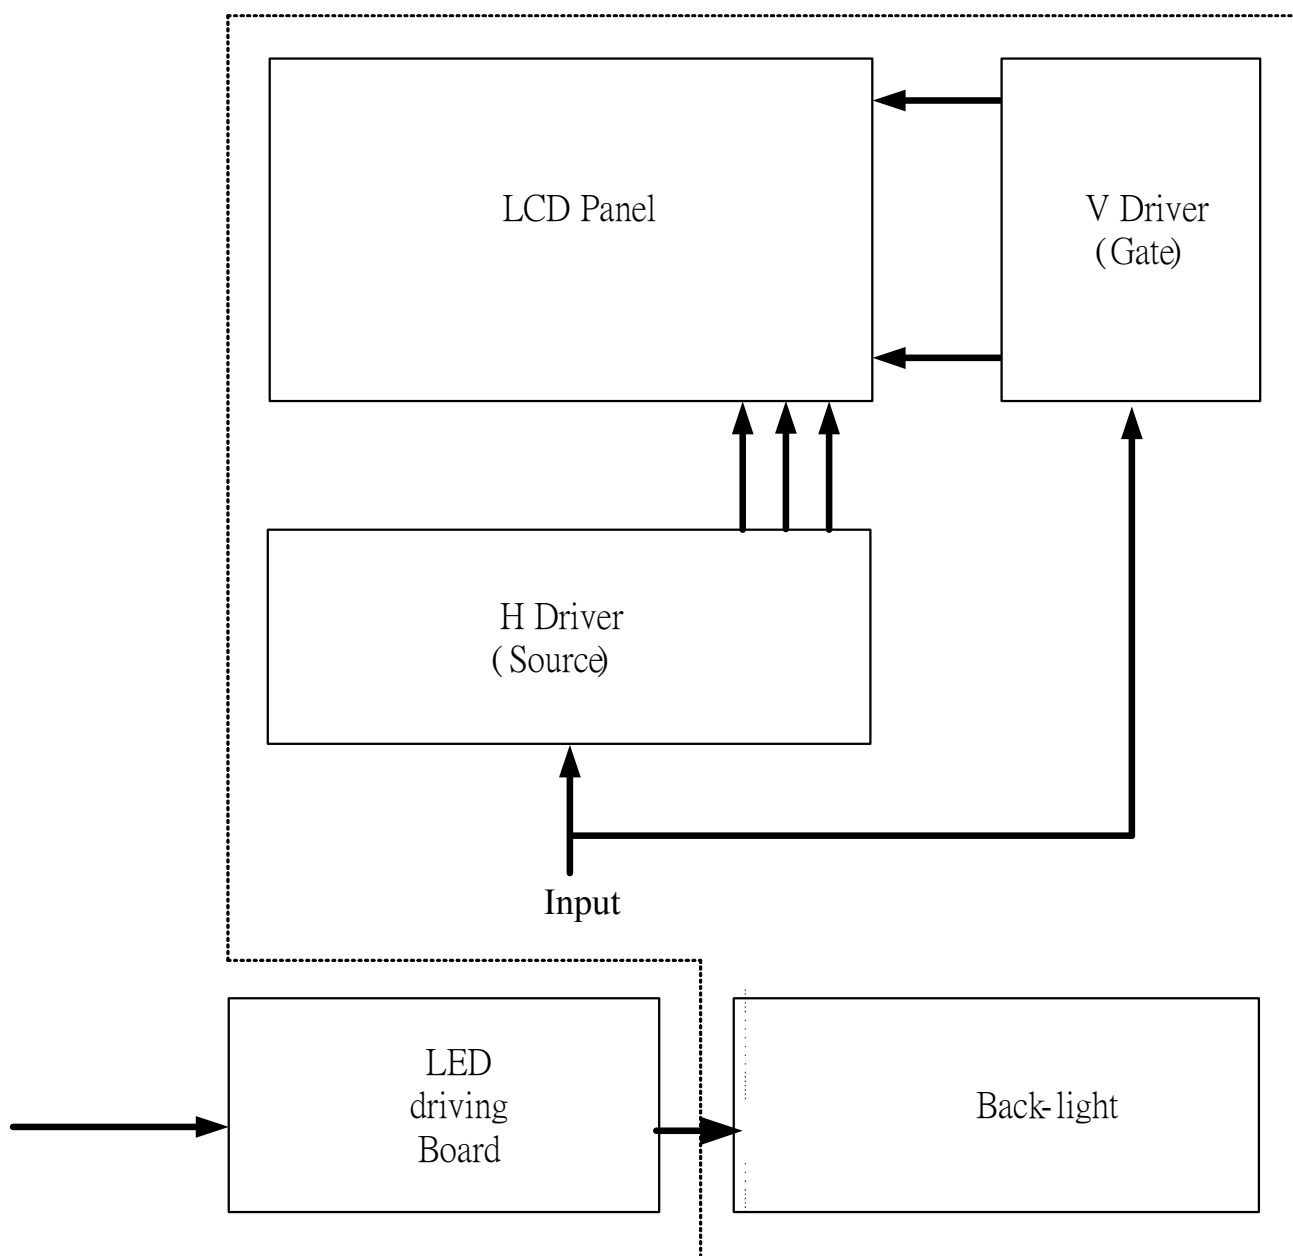 LCD Panel
V Driver
(Gate)
H Driver
(Source)
Input
LED
driving
Board
Back-light